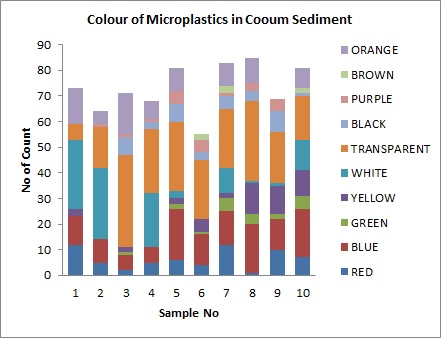 Colour of Microplastics in Cooum Sediment
No of Count
90
80
70
60
50
40
30
20
10
0
1 2 3 4 5 6 7 8 9 10
Sample No
ORANGE
BROWN
PURPLE
BLACK
TRANSPARENT
WHITE
YELLOW
GREEN
BLUE
RED